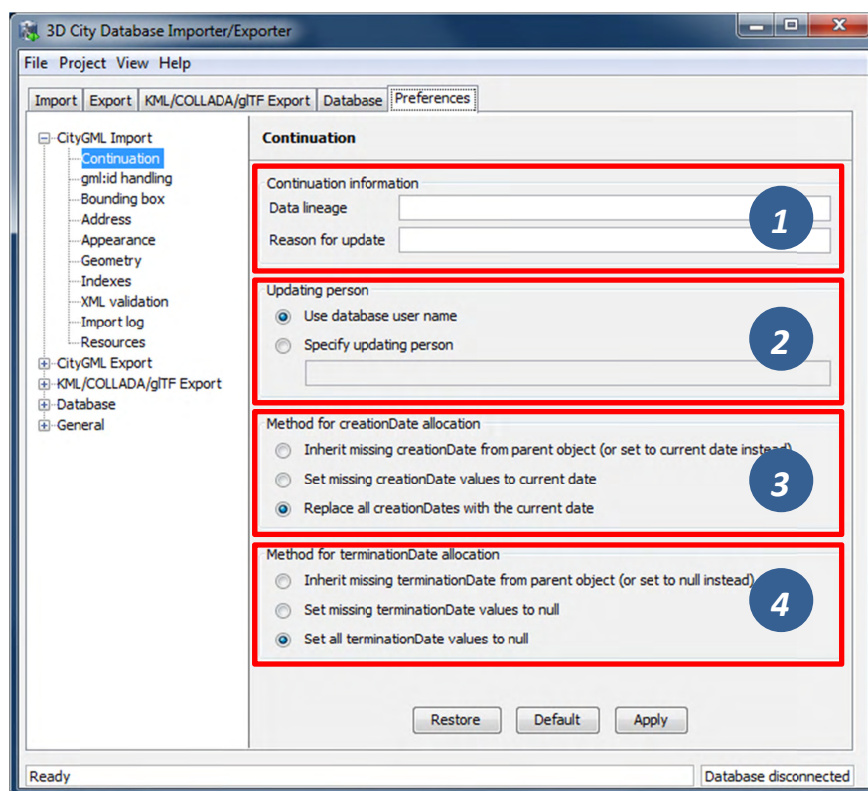 3D City Database Importer/Exporter
File Project View Help
Import Export KML/COLLADA/glTF Export Database Preferences
CityGML Import
Continuation
gml:id handling
Bounding box
Address
Appearance
Geometry
Indexes
XML validation
Import log
Resources
CityGML Export
KML/COLLADA/glTF Export
Database
General
Continuation
Continuation information
Data lineage
Reason for update
1
Updating person
Use database user name
Specify updating person
2
Method for creationDate allocation
Inherit missing creationDate from parent object (or set to current date instead)
Set missing creationDate values to current date
Replace all creationDates with the current date
3
Method for terminationDate allocation
Inherit missing terminationDate from parent object (or set to null instead)
Set missing terminationDate values to null
Set all terminationDate values to null
4
Restore Default Apply
Ready Database disconnected